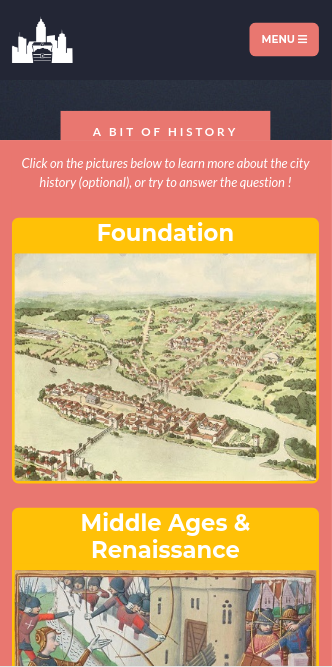 MENU
A BIT OF HISTORY
Click on the pictures below to learn more about the city
history (optional), or try to answer the question !
Foundation
Middle Ages &
Renaissance